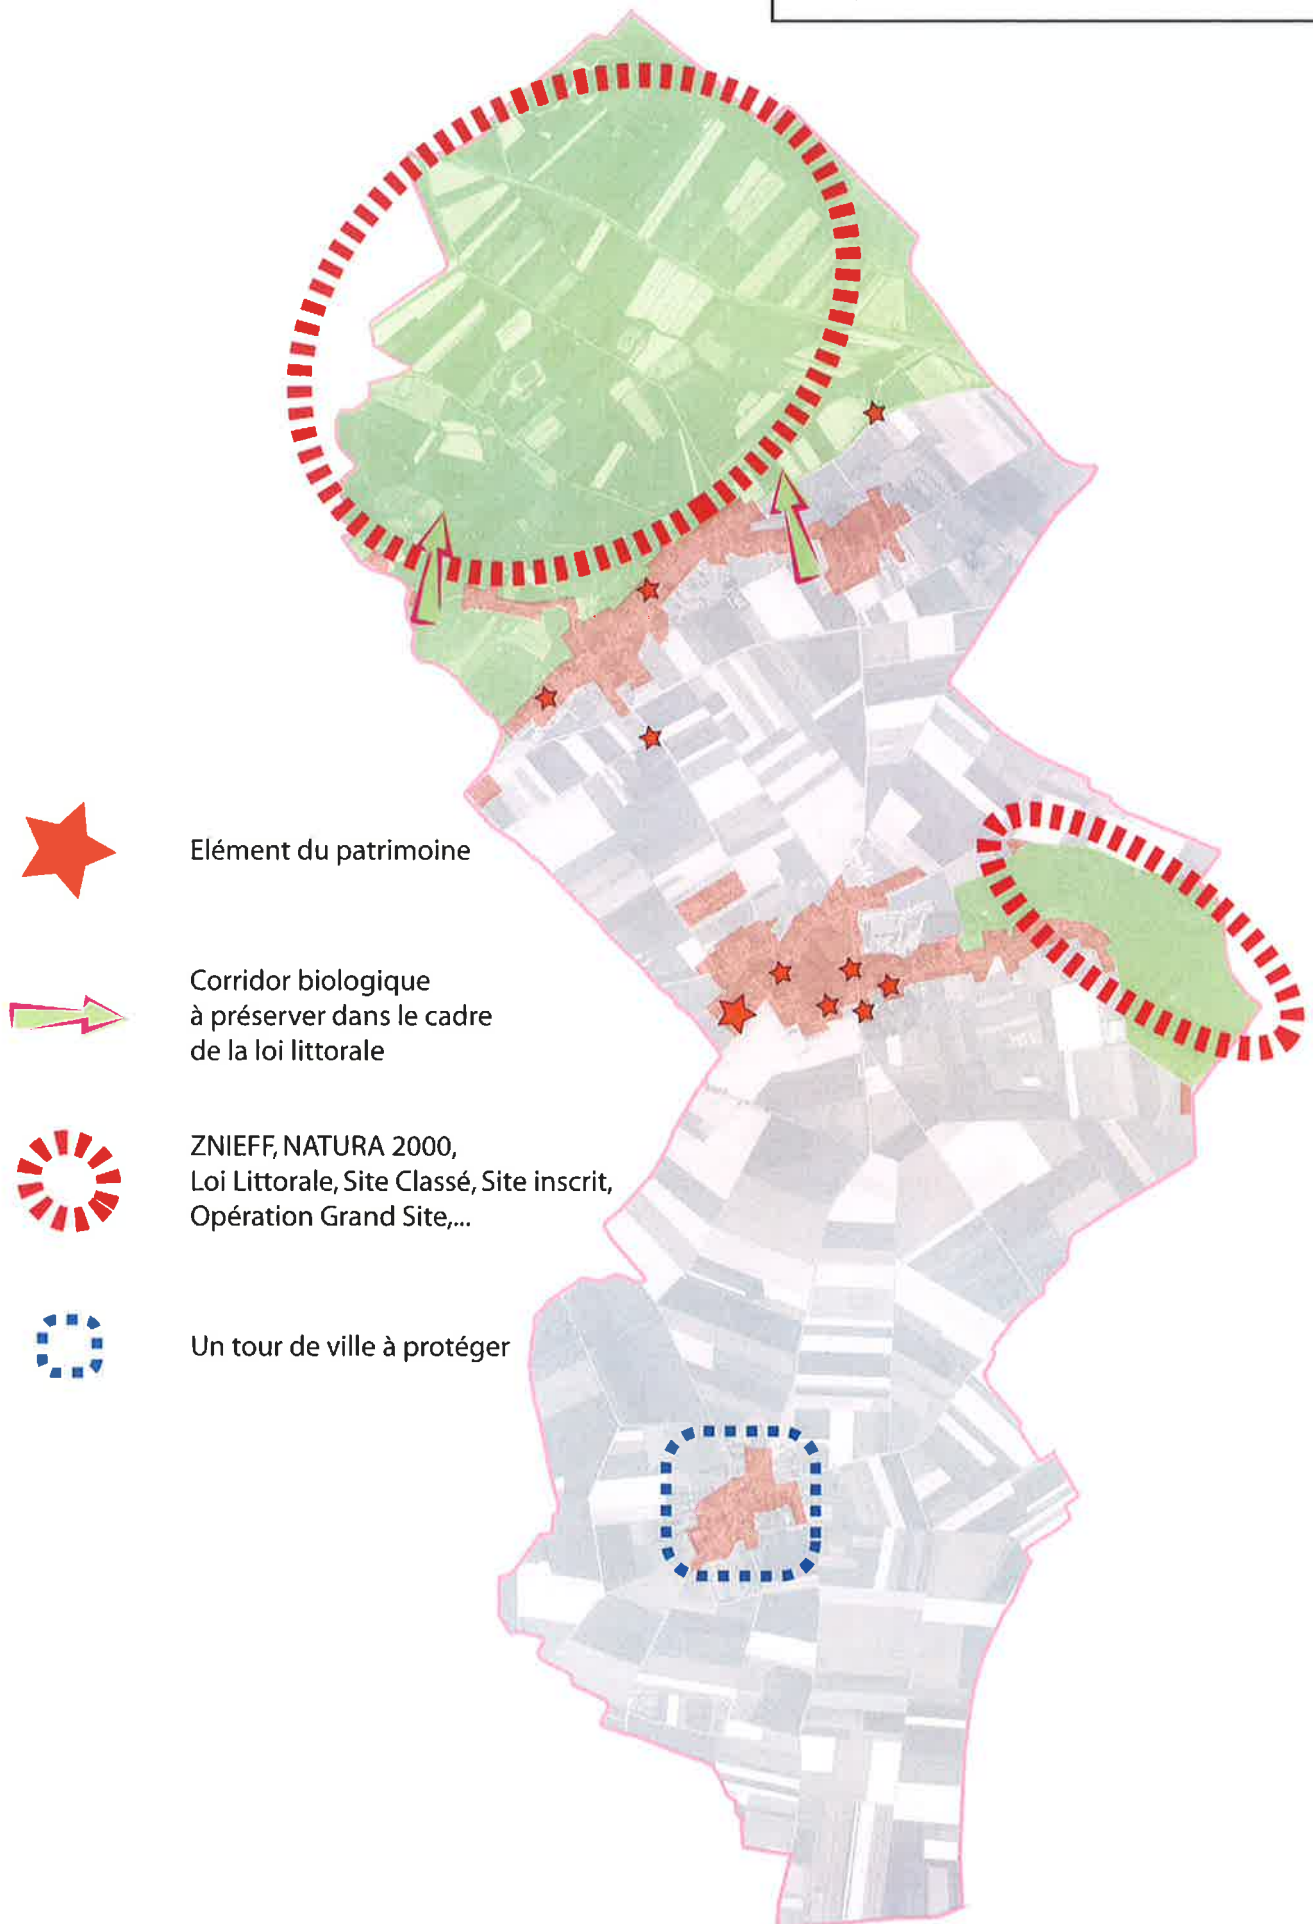 Elément du patrimoine
Corridor biologique
à préserver dans le cadre
de la loi littorale
ZNIEFF, NATURA 2000,
Loi Littorale, Site Classé, Site inscrit,
Opération Grand Site,...
Un tour de ville à protéger